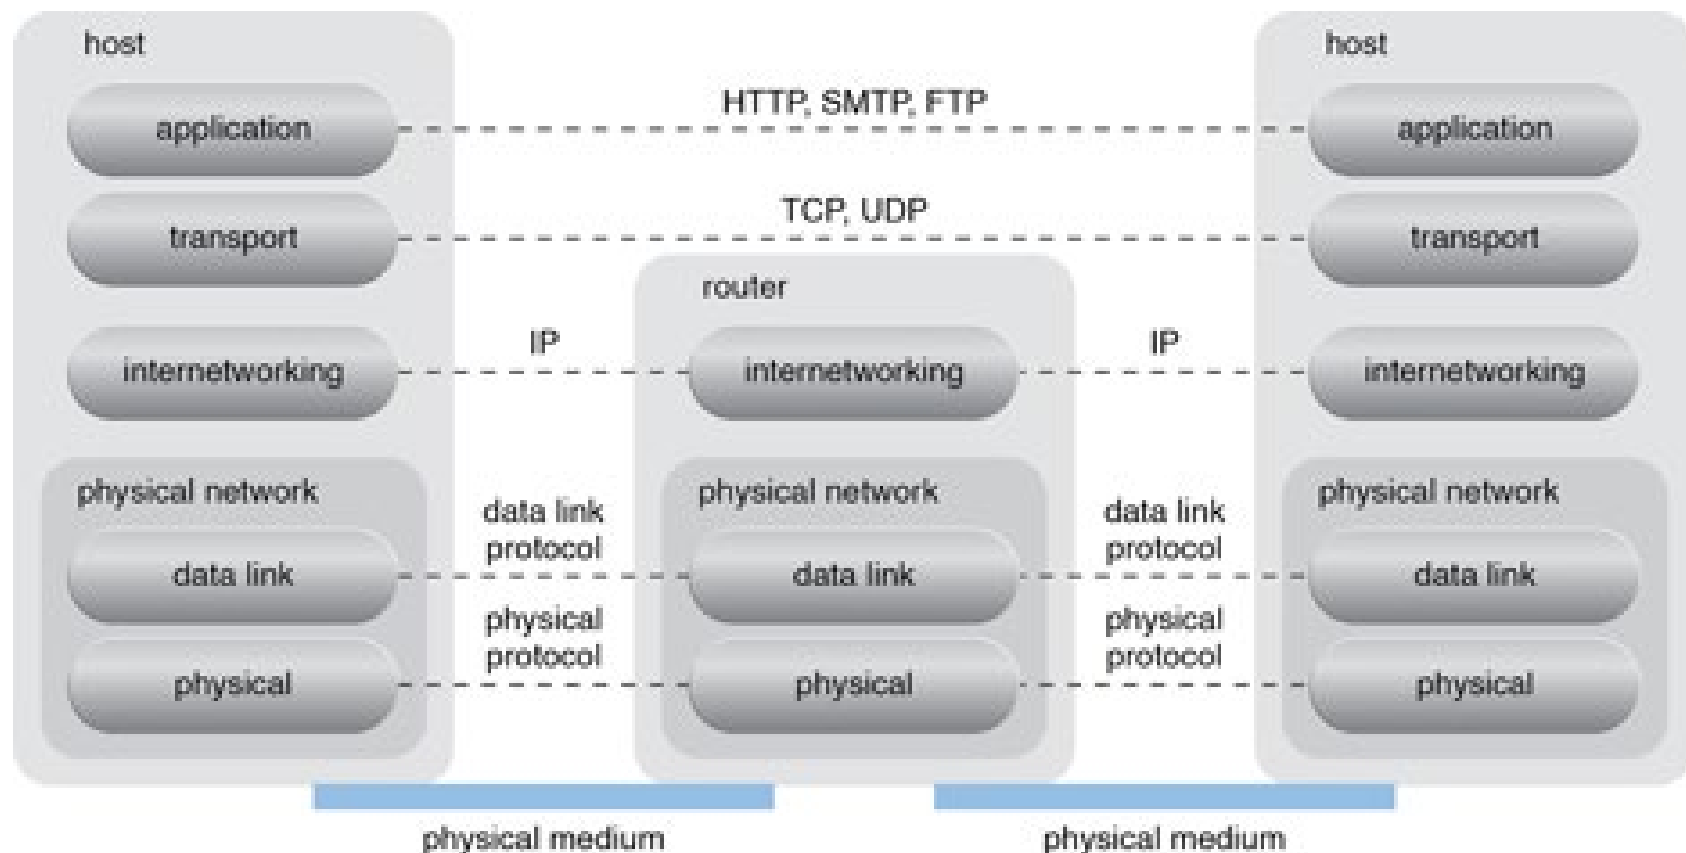 host
host
HTTP, SMTP, FTP
application
application
TCP, UDP
transport
transport
router
IP
IP
internetworking
internetworking
internetworking
physical network
physical network
physical network
data link
protocol
data link
protocol
data link
data link
data link
physical
protocol
physical
protocol
physical
physical
physical
physical medium
physical medium